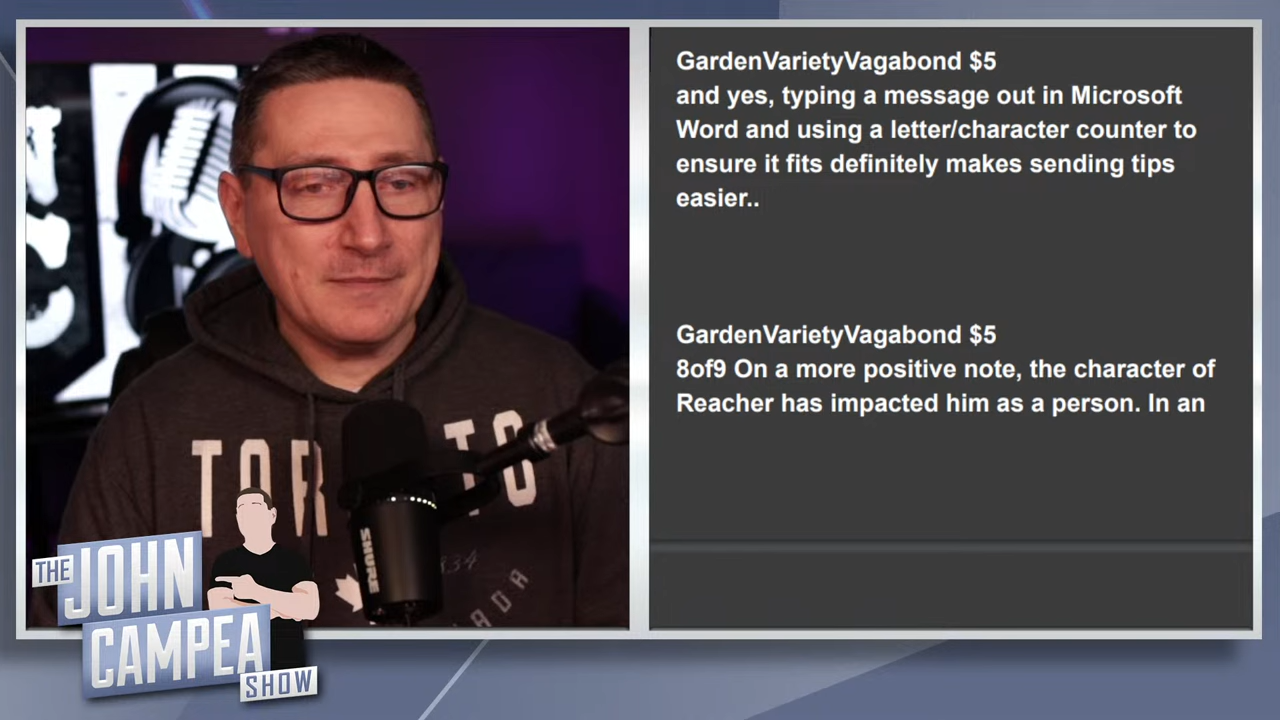 GardenVarietyVagabond $5
and yes, typing a message out in Microsoft
Word and using a letter/character counter to
ensure it fits definitely makes sending tips
easier..
GardenVarietyVagabond $5
8of9 On a more positive note, the character of
Reacher has impacted him as a person. In an
SHURE
THE
JOHN
CAMPEA
SHOW